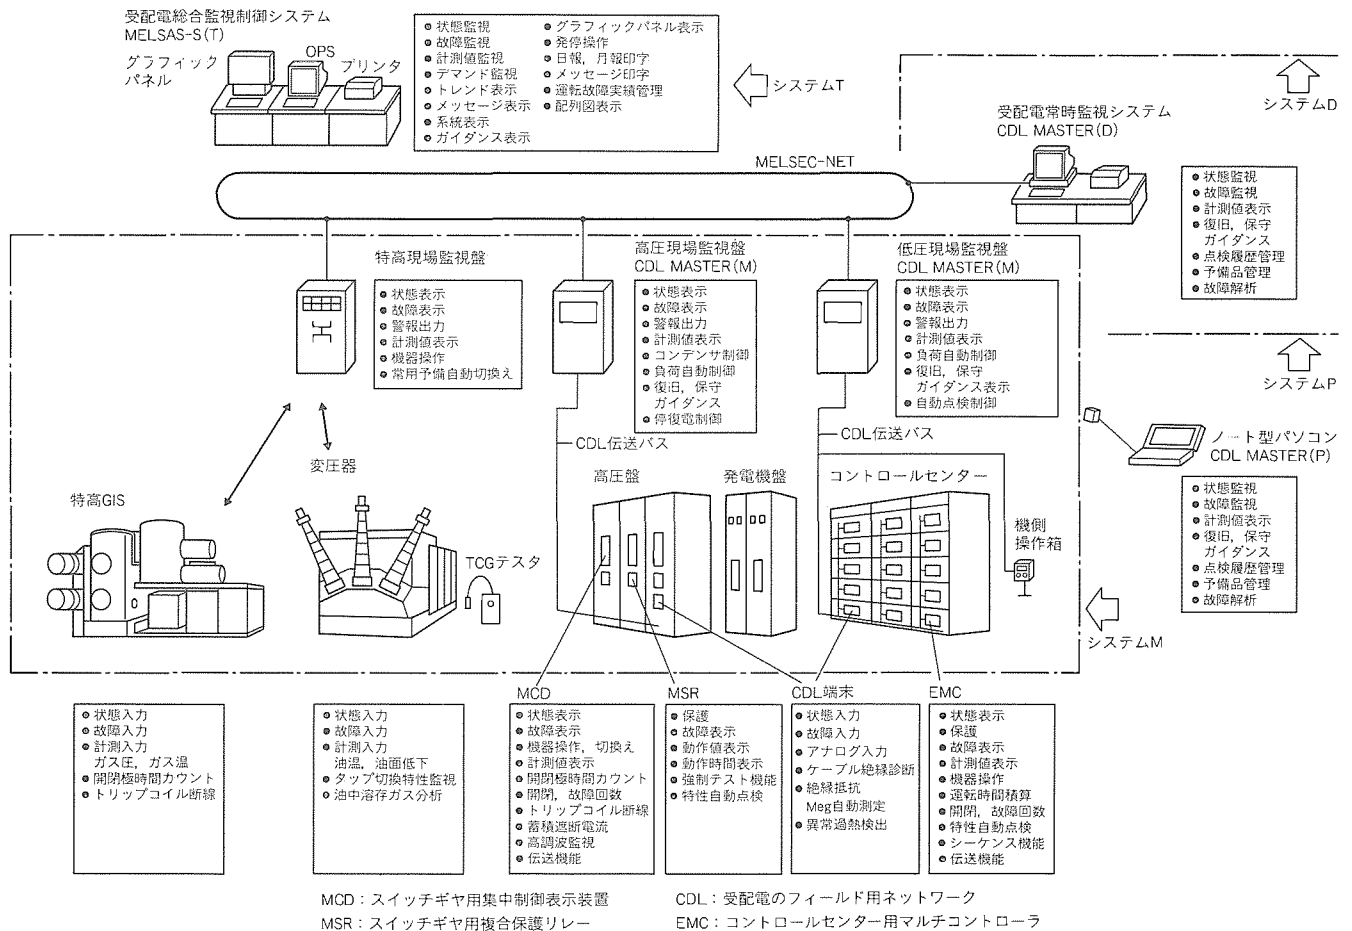 受配電総合監視制御システム
MELSAS-S(T)
グラフィック
パネル
OPS
プリンタ
状態監視
故障監視
計測値監視
デマンド監視
トレンド表示
メッセージ表示
系統表示
ガイダンス表示
グラフィックパネル表示
発停操作
日報，月報印字
メッセージ印字
運転故障実績管理
配列図表示
システムT
システムD
受配電常時監視システム
CDL MASTER(D)
MELSEC-NET
状態監視
故障監視
計測値表示
復旧，保守
ガイダンス
点検履歴管理
予備品管理
故障解析
特高現場監視盤
状態表示
故障表示
警報出力
計測値表示
機器操作
常用予備自動切換え
高圧現場監視盤
CDL MASTER(M)
状態表示
故障表示
警報出力
計測値表示
コンデンサ制御
負荷自動制御
復旧，保守
ガイダンス
停復電制御
低圧現場監視盤
CDL MASTER(M)
状態表示
故障表示
警報出力
計測値表示
負荷自動制御
復旧，保守
ガイダンス表示
自動点検制御
システムP
ノート型パソコン
CDL MASTER(P)
状態監視
故障監視
計測値表示
復旧，保守
ガイダンス
点検履歴管理
予備品管理
故障解析
CDL伝送バス
CDL伝送バス
特高GIS
変圧器
TCGテスタ
高圧盤
発電機盤
コントロールセンター
機側
操作箱
システムM
状態入力
故障入力
計測入力
ガス圧，ガス温
開閉極時間カウント
トリップコイル断線
状態入力
故障入力
計測入力
油温，油面低下
タップ切換特性監視
油中溶存ガス分析
MCD
状態表示
故障表示
機器操作，切換え
計測値表示
開閉極時間カウント
開閉，故障回数
トリップコイル断線
蓄積遮断電流
高調波監視
伝送機能
MSR
保護
故障表示
動作値表示
動作時間表示
強制テスト機能
特性自動点検
CDL端末
状態入力
故障入力
アナログ入力
ケーブル絶縁診断
絶縁抵抗
Meg自動測定
異常過熱検出
EMC
状態表示
保護
故障表示
計測値表示
機器操作
運転時間積算
開閉，故障回数
特性自動点検
シーケンス機能
伝送機能
MCD：スイッチギヤ用集中制御表示装置
MSR：スイッチギヤ用複合保護リレー
CDL：受配電のフィールド用ネットワーク
EMC：コントロールセンター用マルチコントローラ